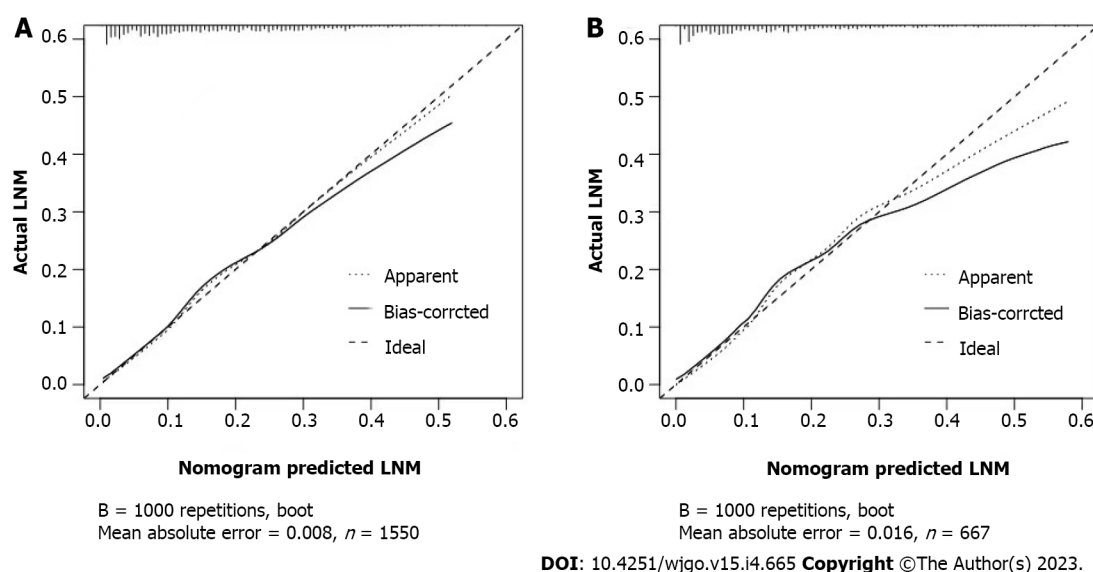 A
Actual LNM
0.6
0.5
0.4
0.3
0.2
0.1
0.0
Apparent
Bias-corrcted
Ideal
0.0 0.1 0.2 0.3 0.4 0.5 0.6
Nomogram predicted LNM
B = 1000 repetitions, boot
Mean absolute error = 0.008, n = 1550
B
Actual LNM
0.6
0.5
0.4
0.3
0.2
0.1
0.0
Apparent
Bias-corrcted
Ideal
0.0 0.1 0.2 0.3 0.4 0.5 0.6
Nomogram predicted LNM
B = 1000 repetitions, boot
Mean absolute error = 0.016, n = 667
DOI: 10.4251/wjgo.v15.i4.665 Copyright ©The Author(s) 2023.